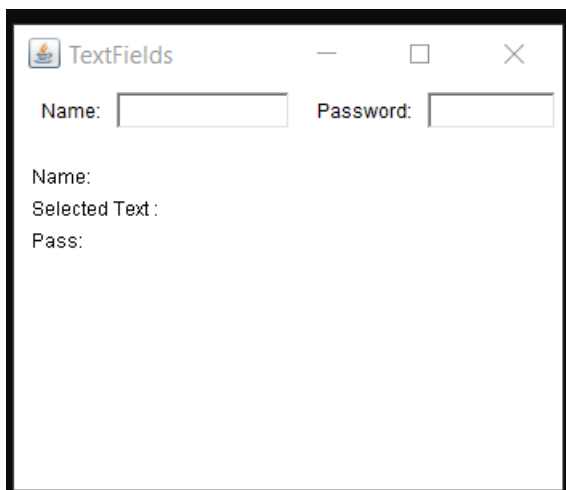 TextFields
Name: Password:
Name:
Selected Text :
Pass: